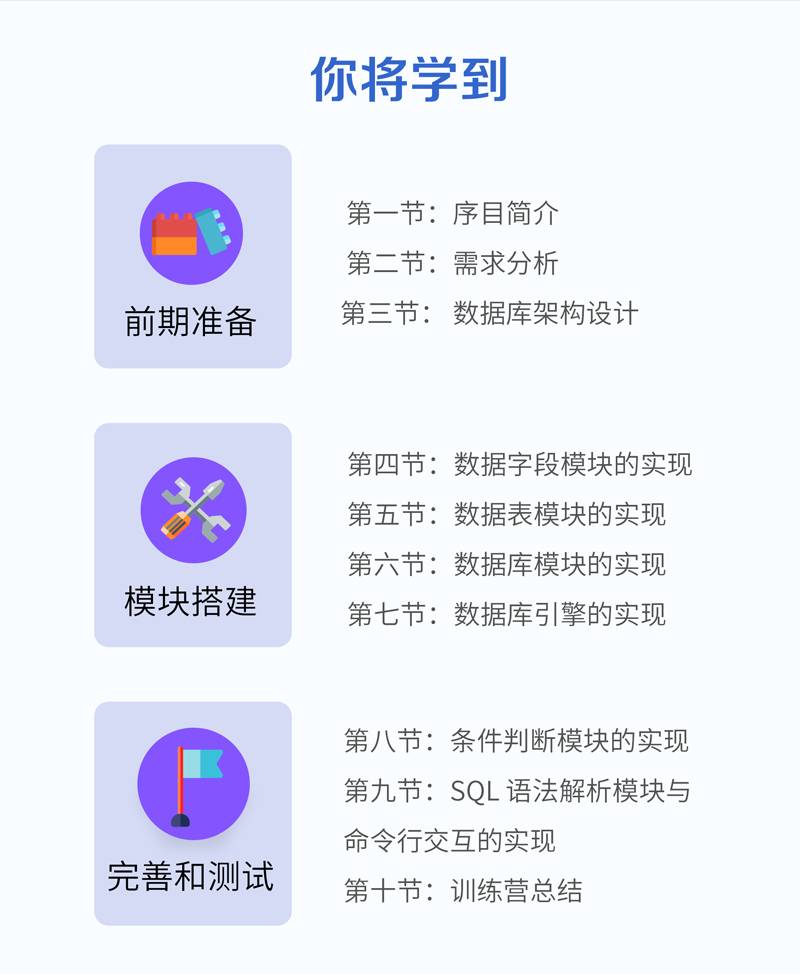 你将学到
前期准备
第一节：序目简介
第二节：需求分析
第三节： 数据库架构设计
模块搭建
第四节：数据字段模块的实现
第五节：数据表模块的实现
第六节：数据库模块的实现
第七节：数据库引擎的实现
完善和测试
第八节：条件判断模块的实现
第九节：SQL 语法解析模块与
命令行交互的实现
第十节：训练营总结